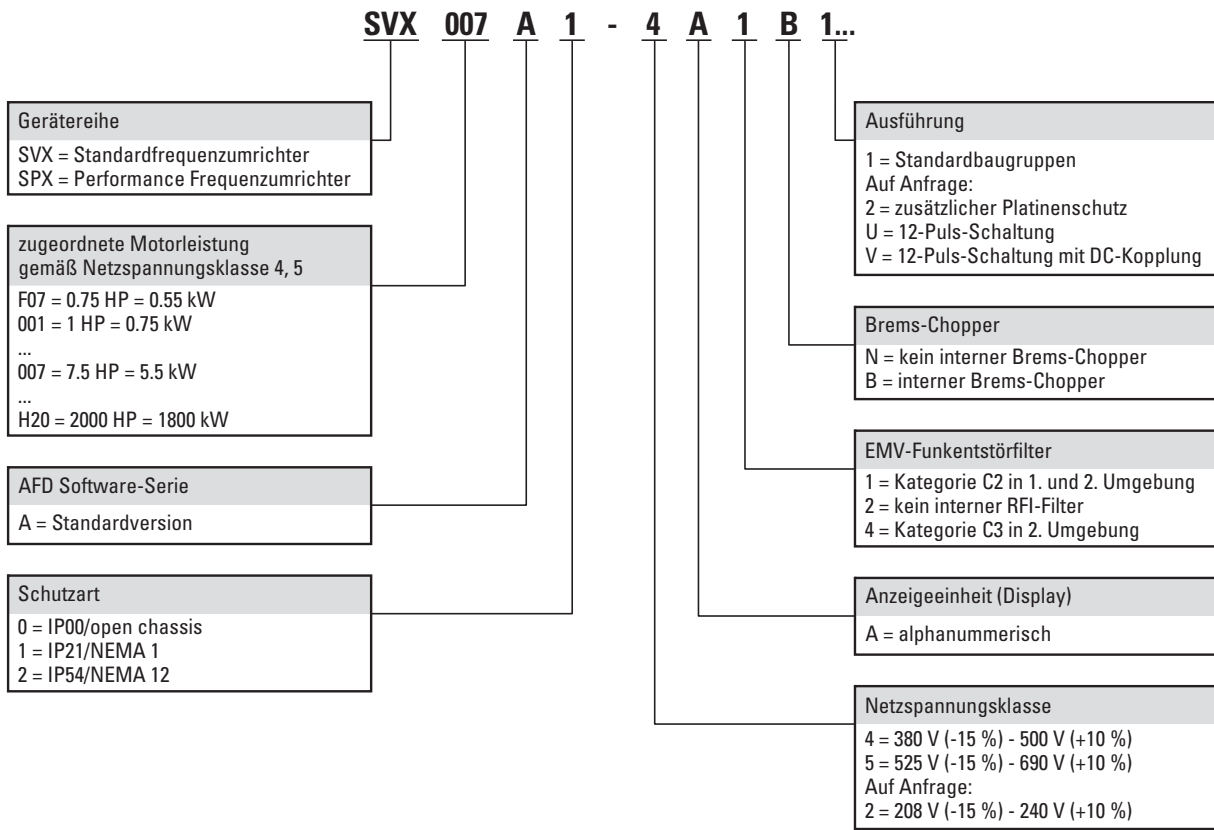 SVX 007 A 1 - 4 A 1 B 1...
Gerätereihe
SVX = Standardfrequenzumrichter
SPX = Performance Frequenzumrichter
zugeordnete Motorleistung
gemäß Netzspannungsklasse 4, 5
F07 = 0.75 HP = 0.55 kW
001 = 1 HP = 0.75 kW
...
007 = 7.5 HP = 5.5 kW
...
H20 = 2000 HP = 1800 kW
AFD Software-Serie
A = Standardversion
Schutzart
0 = IP00/open chassis
1 = IP21/NEMA 1
2 = IP54/NEMA 12
Ausführung
1 = Standardbaugruppen
Auf Anfrage:
2 = zusätzlicher Platinenschutz
U = 12-Puls-Schaltung
V = 12-Puls-Schaltung mit DC-Kopplung
Brems-Chopper
N = kein interner Brems-Chopper
B = interner Brems-Chopper
EMV-Funkentstörfilter
1 = Kategorie C2 in 1. und 2. Umgebung
2 = kein interner RFI-Filter
4 = Kategorie C3 in 2. Umgebung
Anzeigeeinheit (Display)
A = alphanummerisch
Netzspannungsklasse
4 = 380 V (-15 %) - 500 V (+10 %)
5 = 525 V (-15 %) - 690 V (+10 %)
Auf Anfrage:
2 = 208 V (-15 %) - 240 V (+10 %)